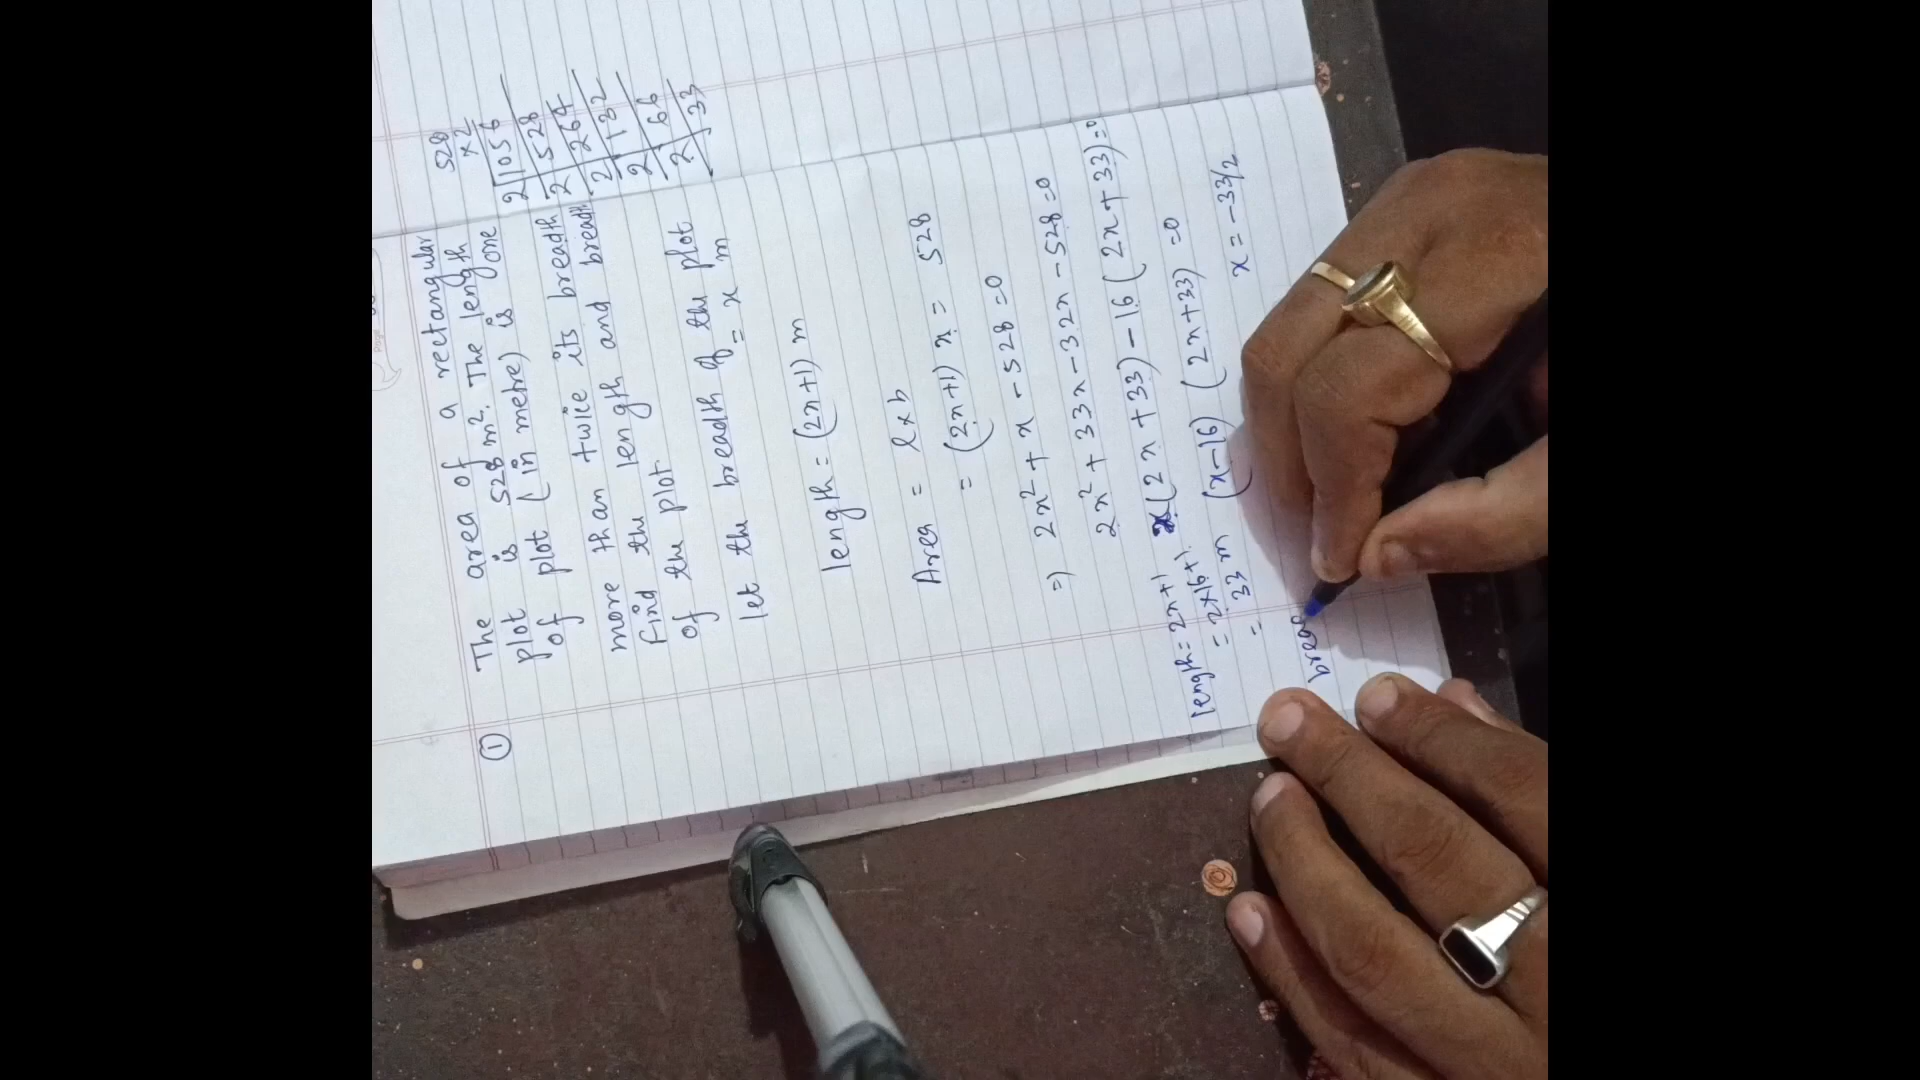 ① The area of a rectangular
plot is 528 m². The length
of plot (in metre) is one
more than twice its breadth
Find the length and breadth
of the plot.
let the breadth of the plot
= x m
length = (2x+1) m
Area = l x b
= (2x+1) x = 528
=) 2x² + x - 528 = 0
2x² + 33x - 32x - 528 = 0
x(2x+33) - 16(2x+33) = 0
(x-16) (2x+33) = 0
x = -33/2
length = 2x+1
= 2x16+1
= 33 m
528
x 2
2 1056
2 528
2 264
2 132
2 66
2 33